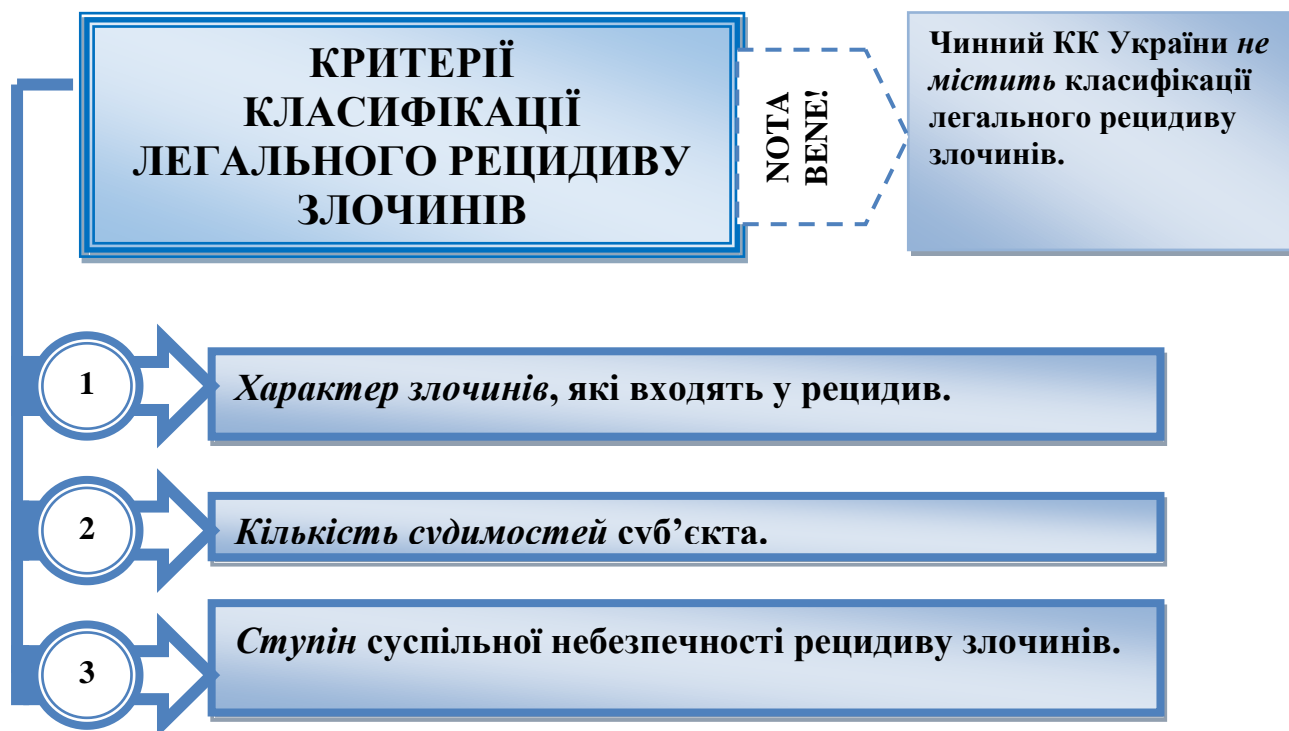 КРИТЕРІЇ
КЛАСИФІКАЦІЇ
ЛЕГАЛЬНОГО РЕЦИДИВУ
ЗЛОЧИНІВ
NOTA
BENE!
Чинний КК України не
містить класифікації
легального рецидиву
злочинів.
1
Характер злочинів, які входять у рецидив.
2
Кількість судимостей суб’єкта.
3
Ступін суспільної небезпечності рецидиву злочинів.